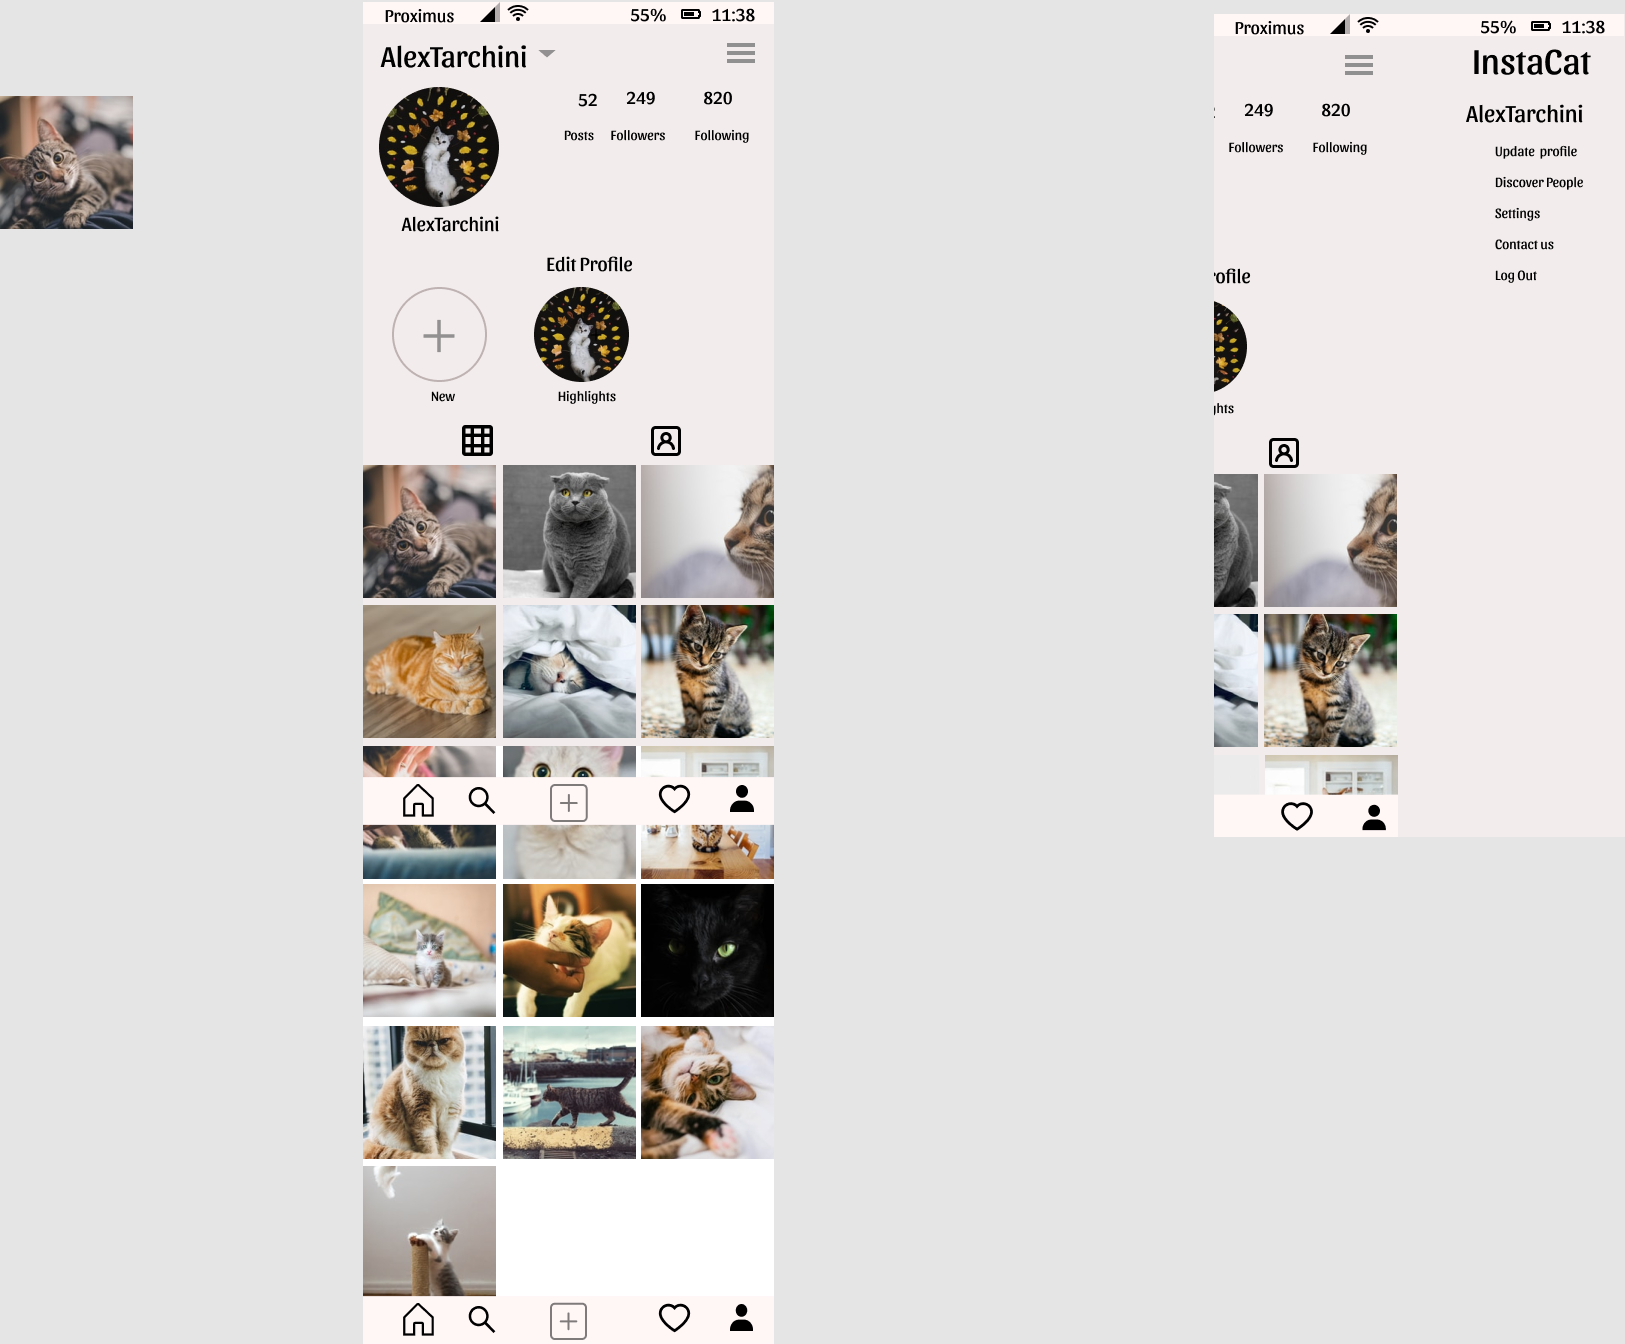 Proximus 55% 11:38
AlexTarchini
52 249 820
Posts Followers Following
AlexTarchini
Edit Profile
New Highlights
Proximus 55% 11:38
InstaCat
249 820
Followers Following
AlexTarchini
Update profile
Discover People
Settings
Contact us
Log Out
rofile
ghts